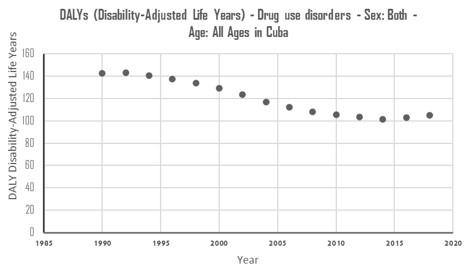 DALYs (Disability-Adjusted Life Years) - Drug use disorders - Sex: Both -
Age: All Ages in Cuba
DALY Disability-Adjusted Life Years
160
140
120
100
80
60
40
20
0
1985 1990 1995 2000 2005 2010 2015 2020
Year